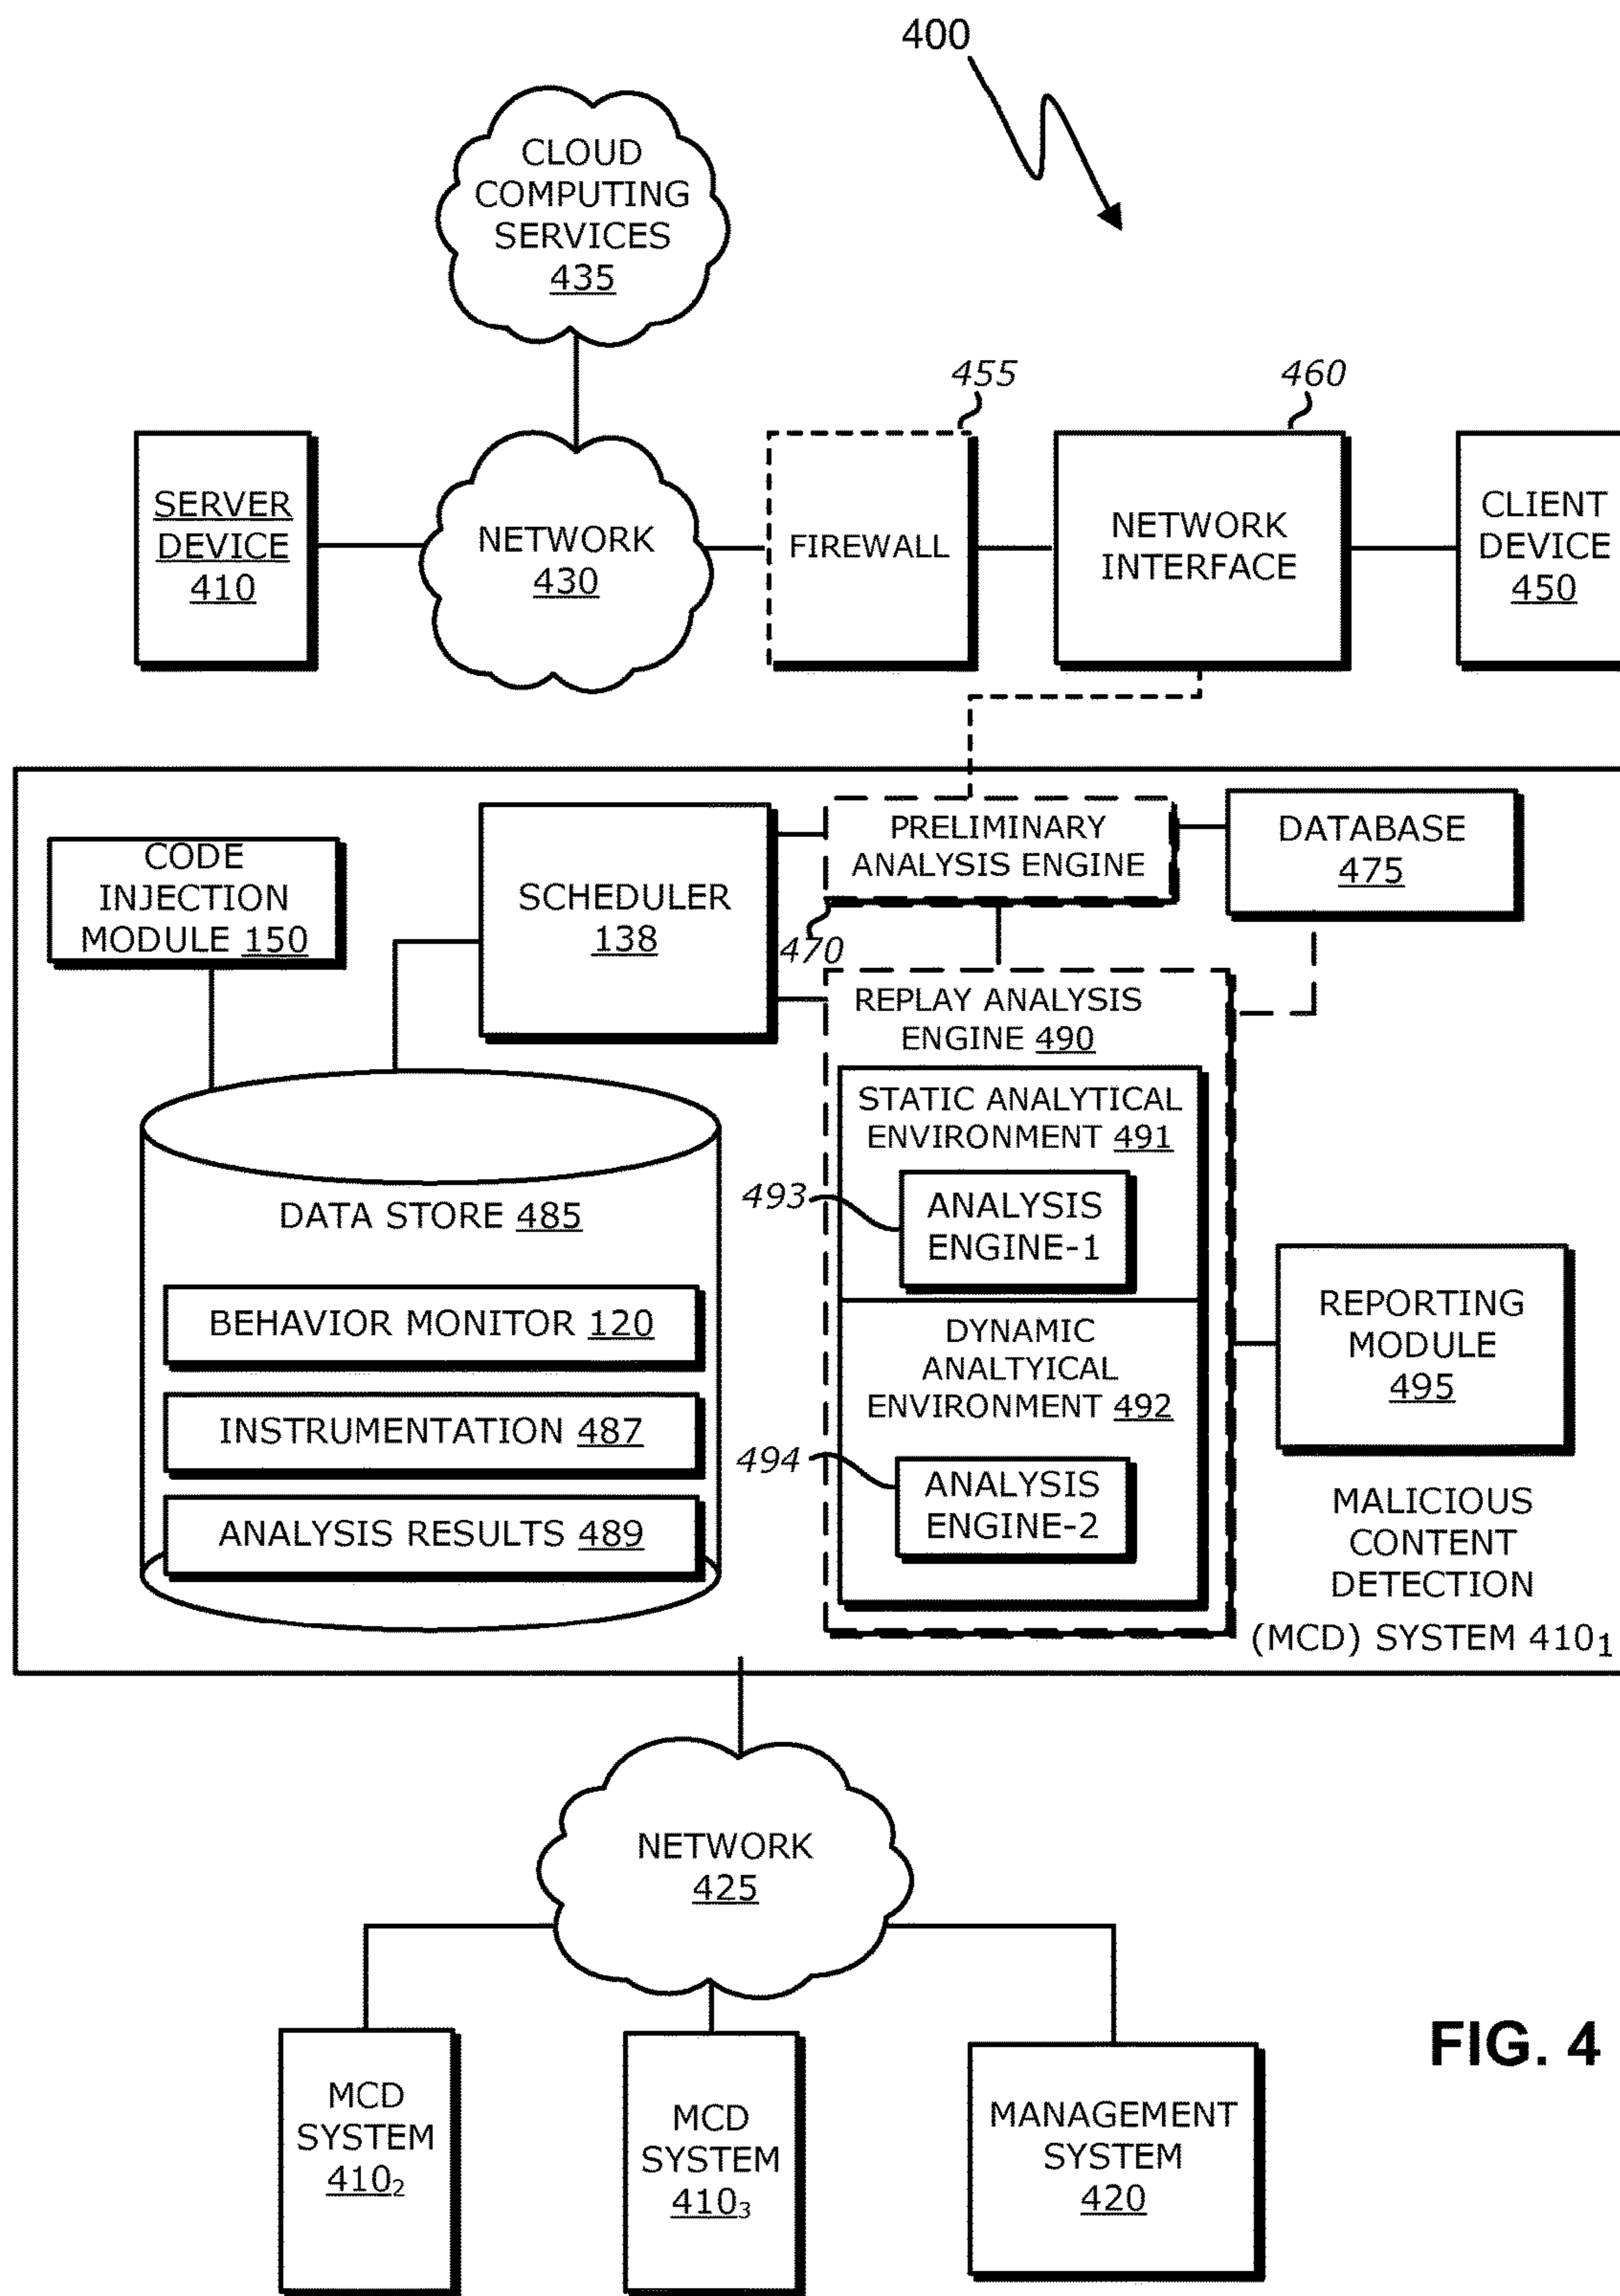 400
CLOUD
COMPUTING
SERVICES
435
455
460
SERVER
DEVICE
410
NETWORK
430
FIREWALL
NETWORK
INTERFACE
CLIENT
DEVICE
450
CODE
INJECTION
MODULE 150
SCHEDULER
138
PRELIMINARY
ANALYSIS ENGINE
470
DATABASE
475
REPLAY ANALYSIS
ENGINE 490
STATIC ANALYTICAL
ENVIRONMENT 491
493
ANALYSIS
ENGINE-1
DYNAMIC
ANALTYICAL
ENVIRONMENT 492
494
ANALYSIS
ENGINE-2
DATA STORE 485
BEHAVIOR MONITOR 120
INSTRUMENTATION 487
ANALYSIS RESULTS 489
REPORTING
MODULE
495
MALICIOUS
CONTENT
DETECTION
(MCD) SYSTEM 410₁
NETWORK
425
MCD
SYSTEM
410₂
MCD
SYSTEM
410₃
MANAGEMENT
SYSTEM
420
FIG. 4